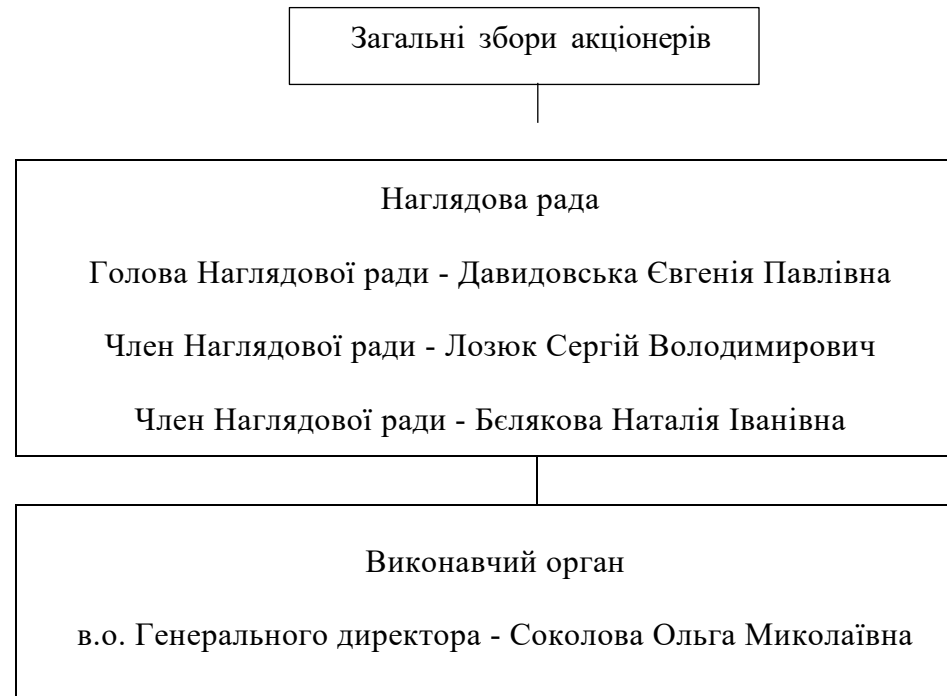 Загальні збори акціонерів
Наглядова рада
Голова Наглядової ради - Давидовська Євгенія Павлівна
Член Наглядової ради - Лозюк Сергій Володимирович
Член Наглядової ради - Бєлякова Наталія Іванівна
Виконавчий орган
в.о. Генерального директора - Соколова Ольга Миколаївна